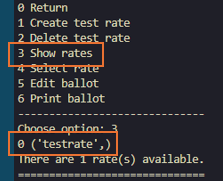 0 Return
1 Create test rate
2 Delete test rate
3 Show rates
4 Select rate
5 Edit ballot
6 Print ballot
------------------------------
Choose option: 3
0 ('testrate',)
There are 1 rate(s) available.
==============================